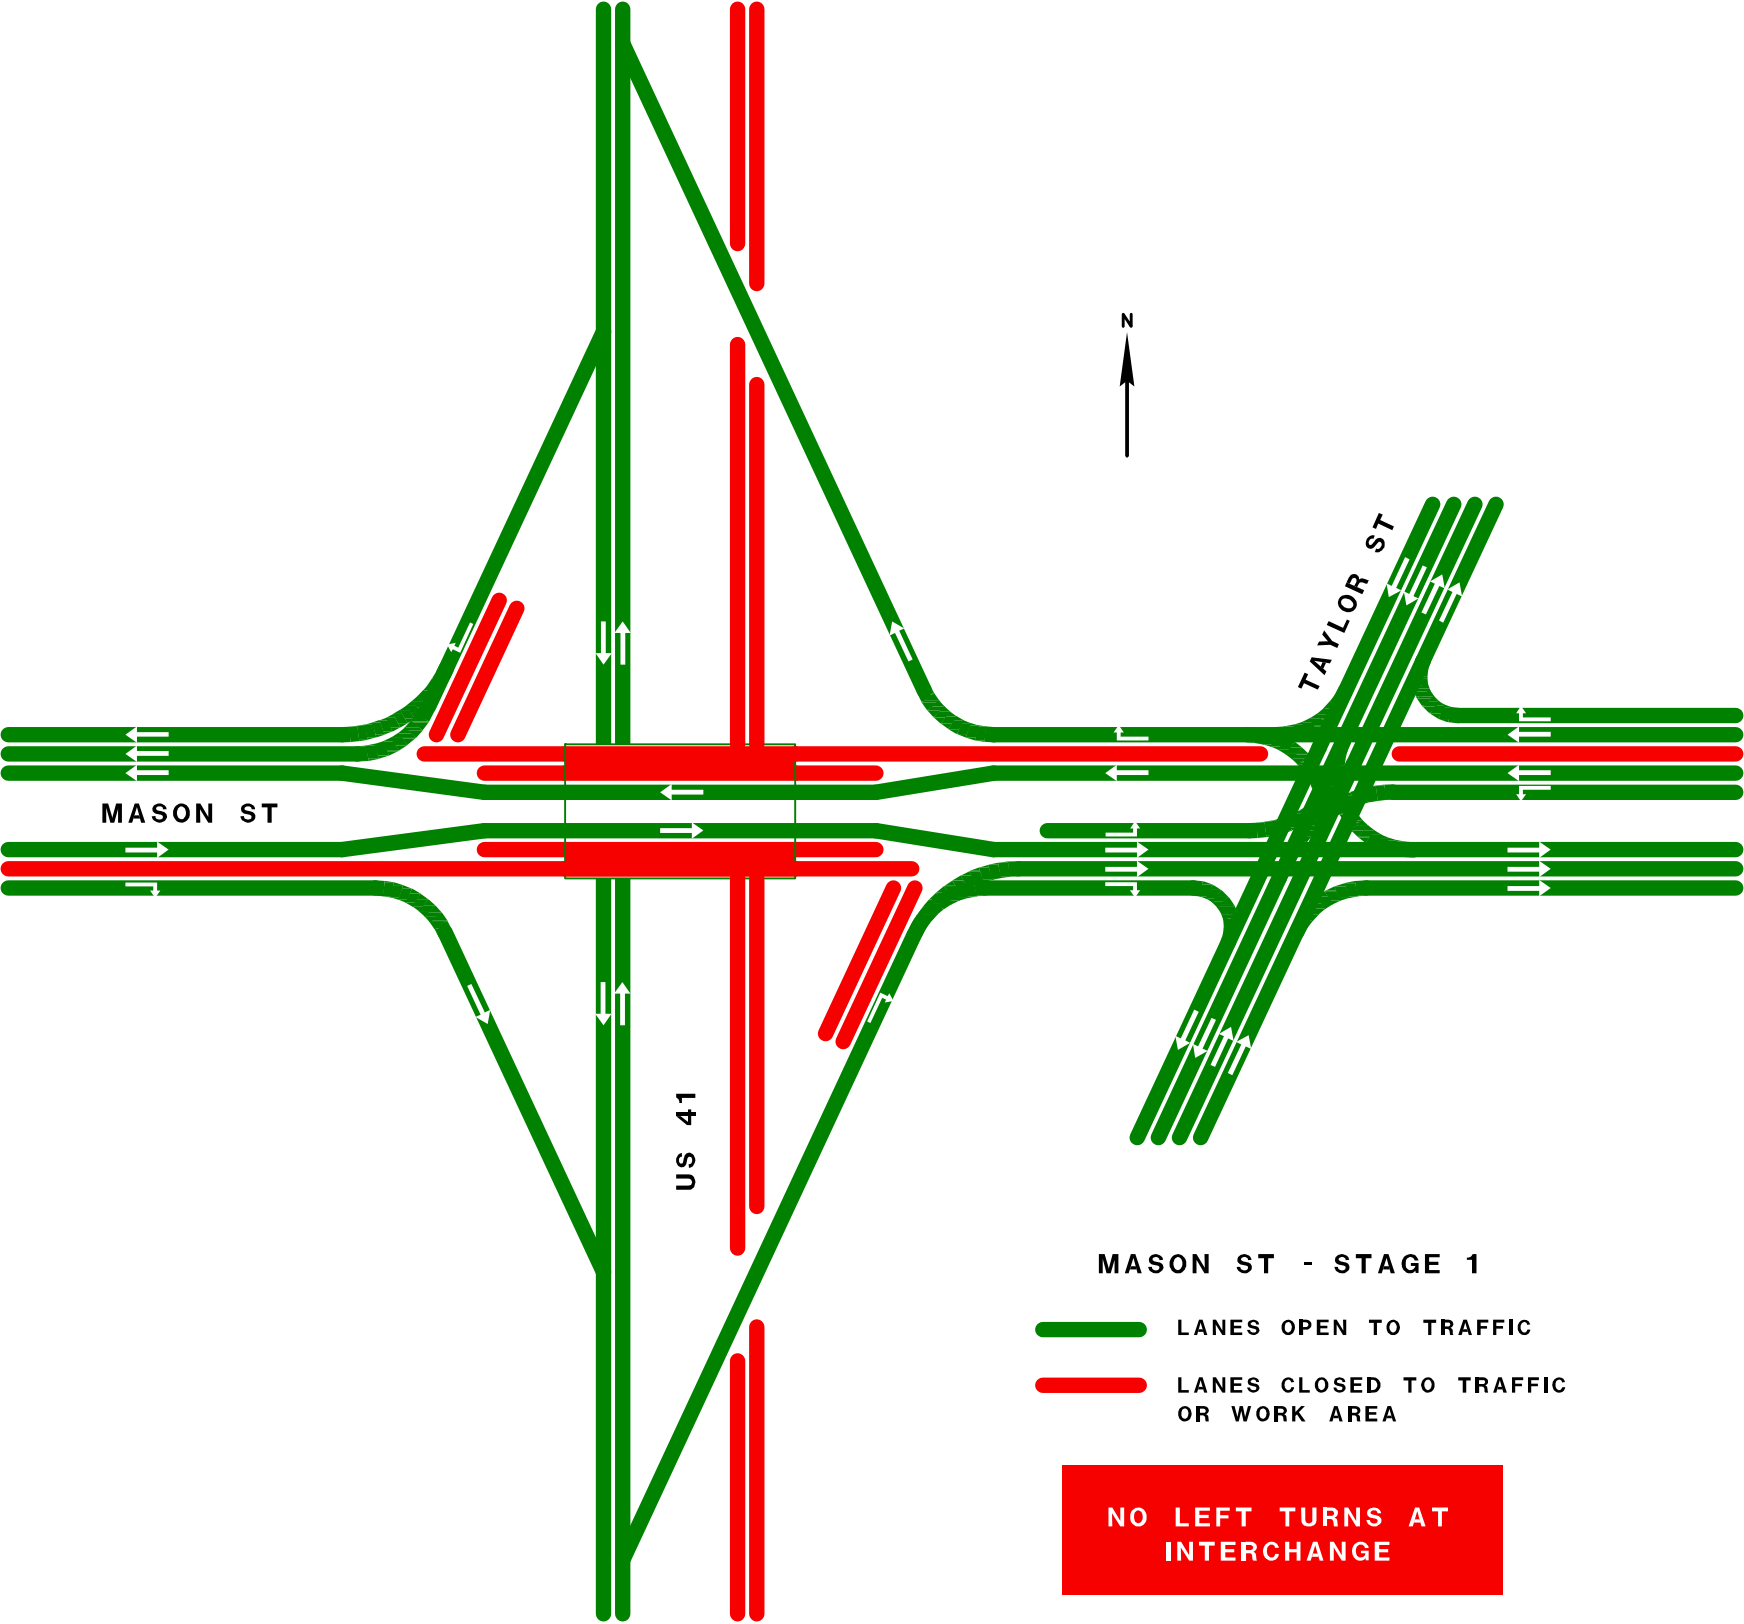 N
TAYLOR ST
MASON ST
US 41
MASON ST - STAGE 1
LANES OPEN TO TRAFFIC
LANES CLOSED TO TRAFFIC
OR WORK AREA
NO LEFT TURNS AT
INTERCHANGE